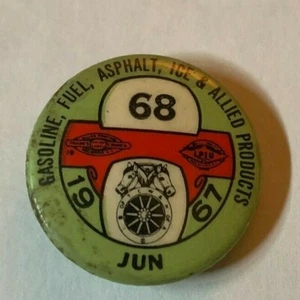 GASOLINE, FUEL, ASPHALT, ICE & ALLIED PRODUCTS
68
19 67
JUN